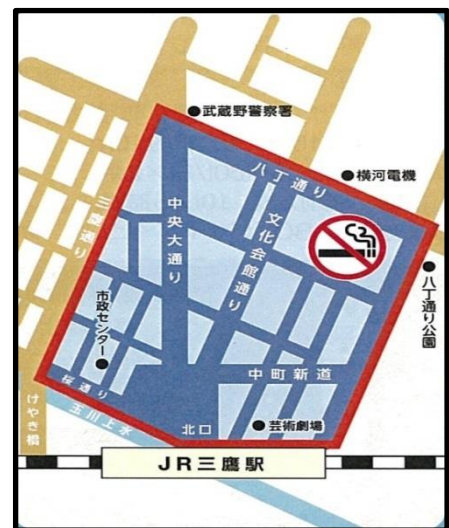 ●武蔵野警察署
八丁通り
●横河電機
三鷹通り
中央大通り
文化会館通り
●八丁通り公園
市政センター●
中町新道
桜通り
けやき橋
玉川上水
北口
●芸術劇場
JR三鷹駅